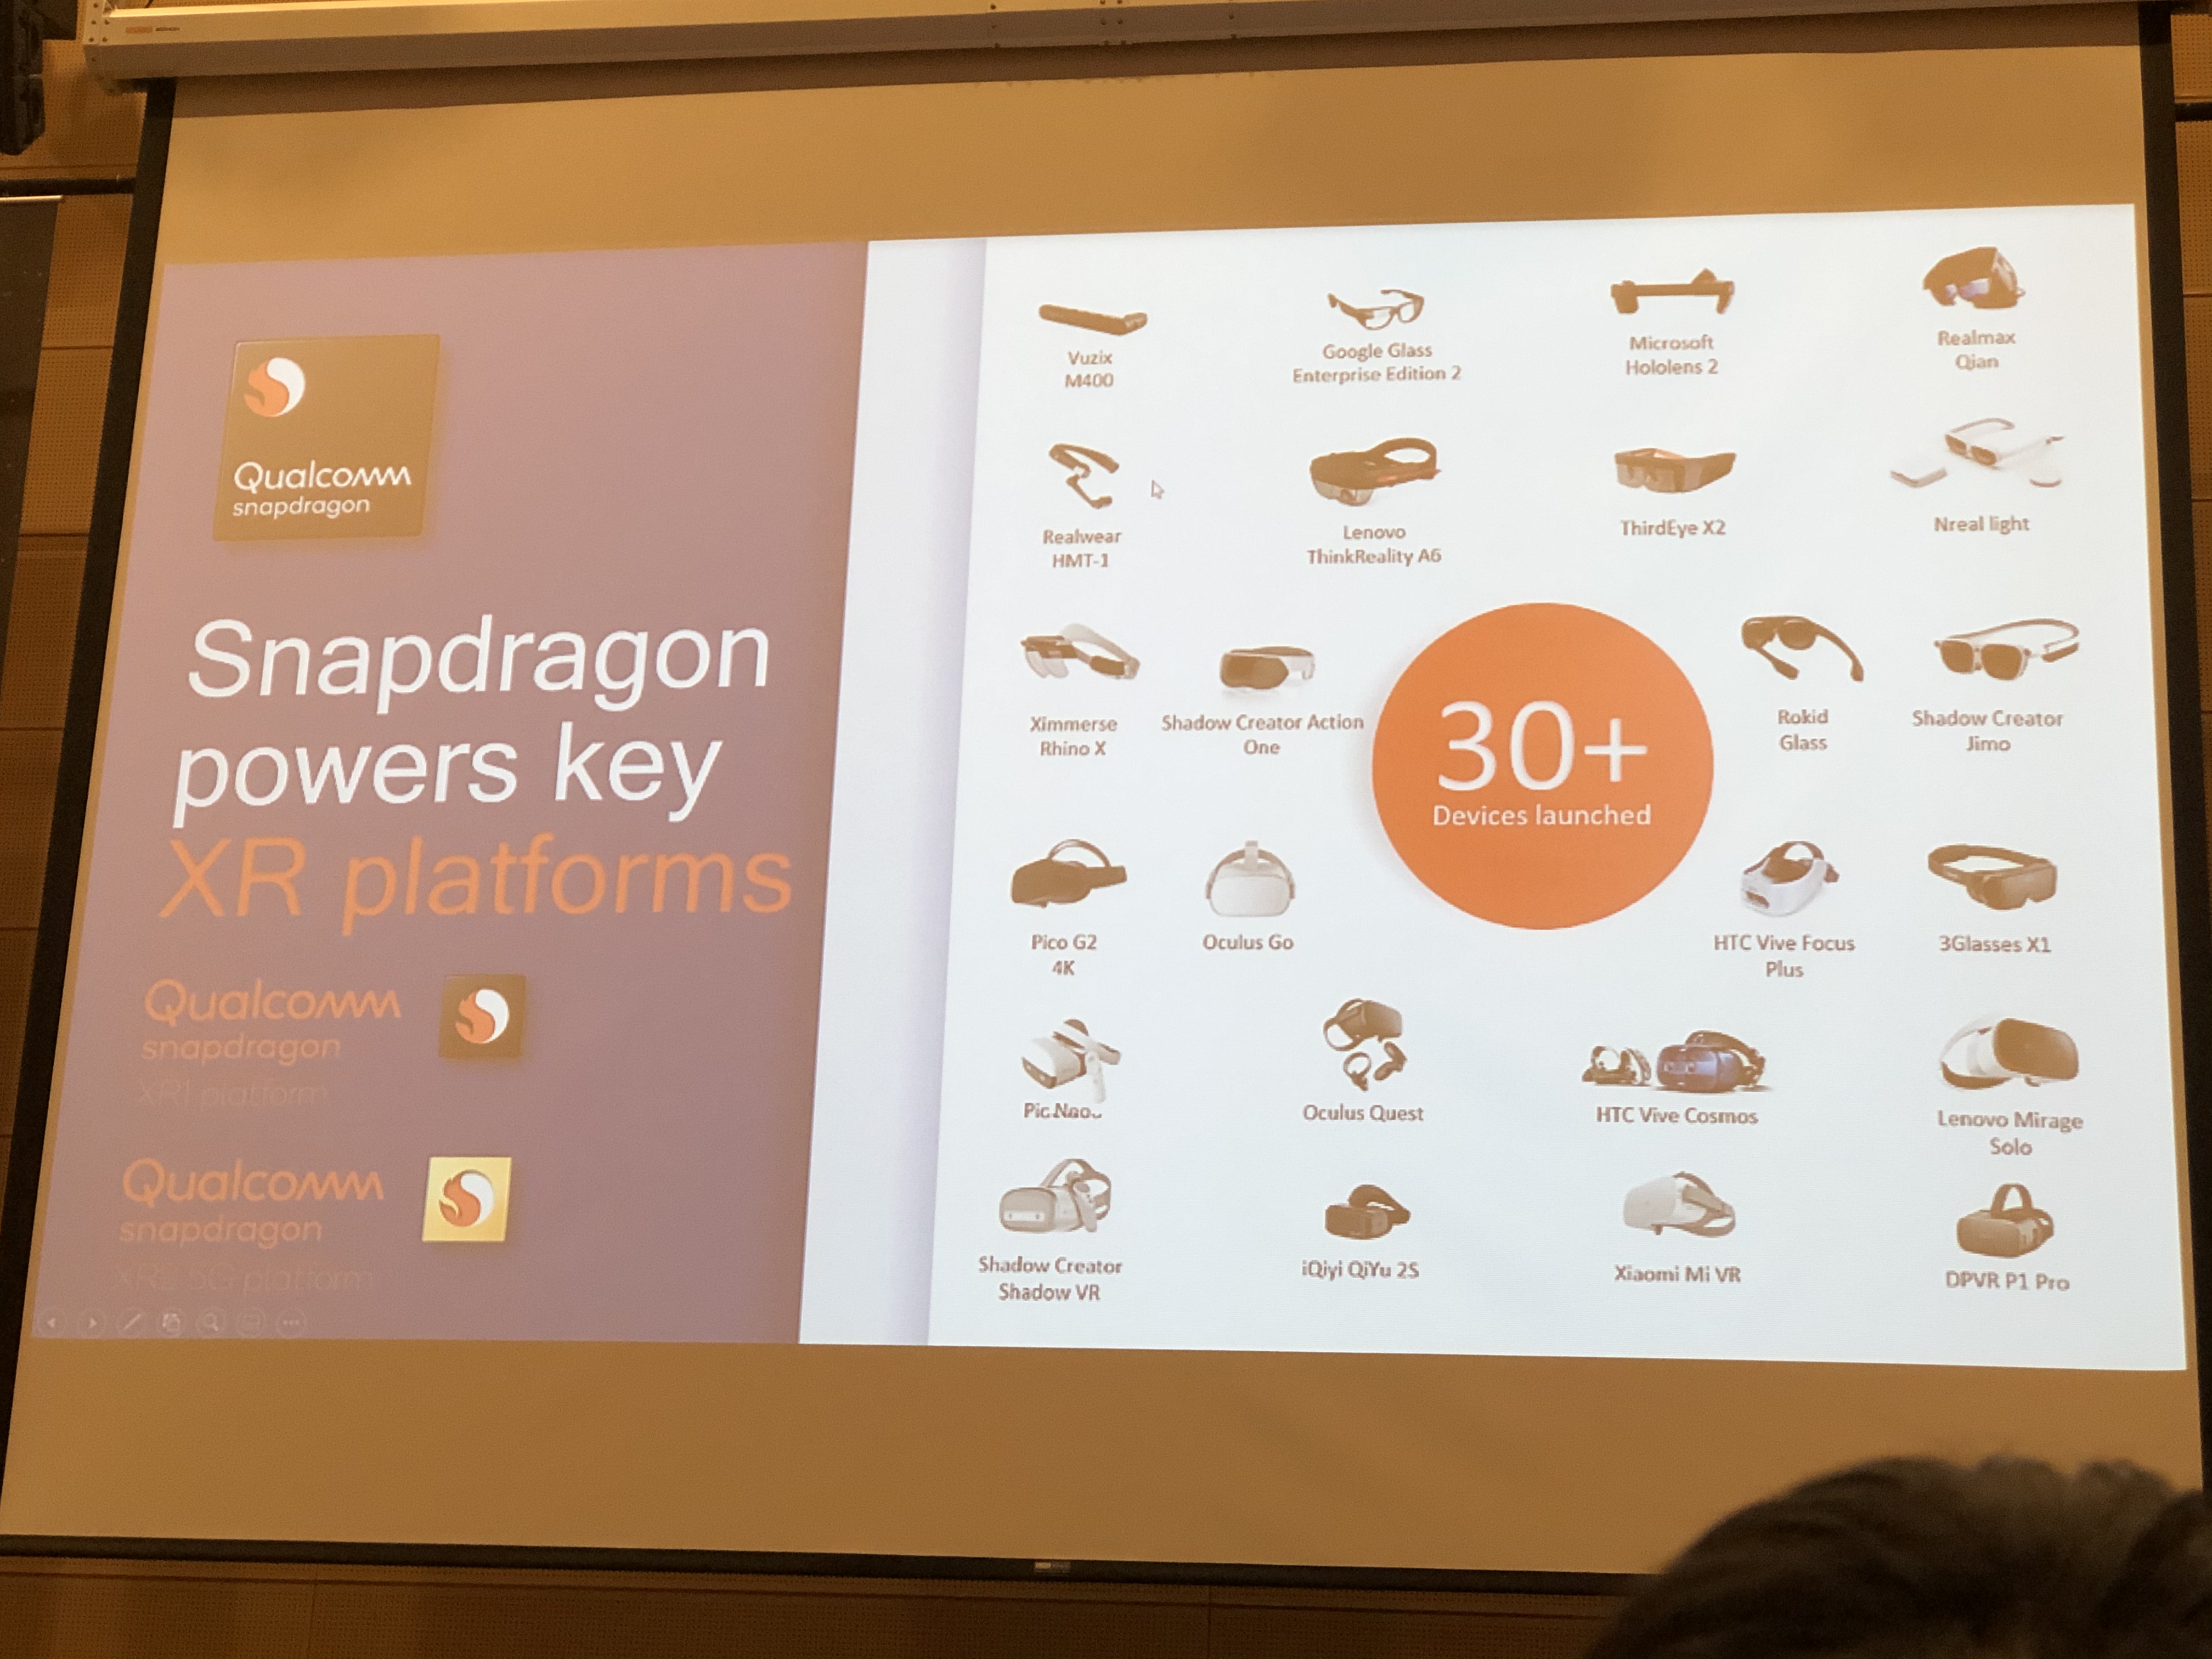 Qualcomm
snapdragon
Snapdragon
powers key
XR platforms
Qualcomm
snapdragon
XR1 platform
Qualcomm
snapdragon
platform
Vuzix
M400
Google Glass
Enterprise Edition 2
Microsoft
Hololens 2
Realmax
Qian
Realwear
HMT-1
Lenovo
ThinkReality A6
ThirdEye X2
Nreal light
Ximmerse
Rhino X
Shadow Creator Action
One
30+
Devices launched
Rokid
Glass
Shadow Creator
Jimo
Pico G2
4K
Oculus Go
HTC Vive Focus
Plus
3Glasses X1
Oculus Quest
HTC Vive Cosmos
Lenovo Mirage
Solo
Shadow Creator
Shadow VR
iQiyi QiYu 2S
Xiaomi Mi VR
DPVR P1 Pro